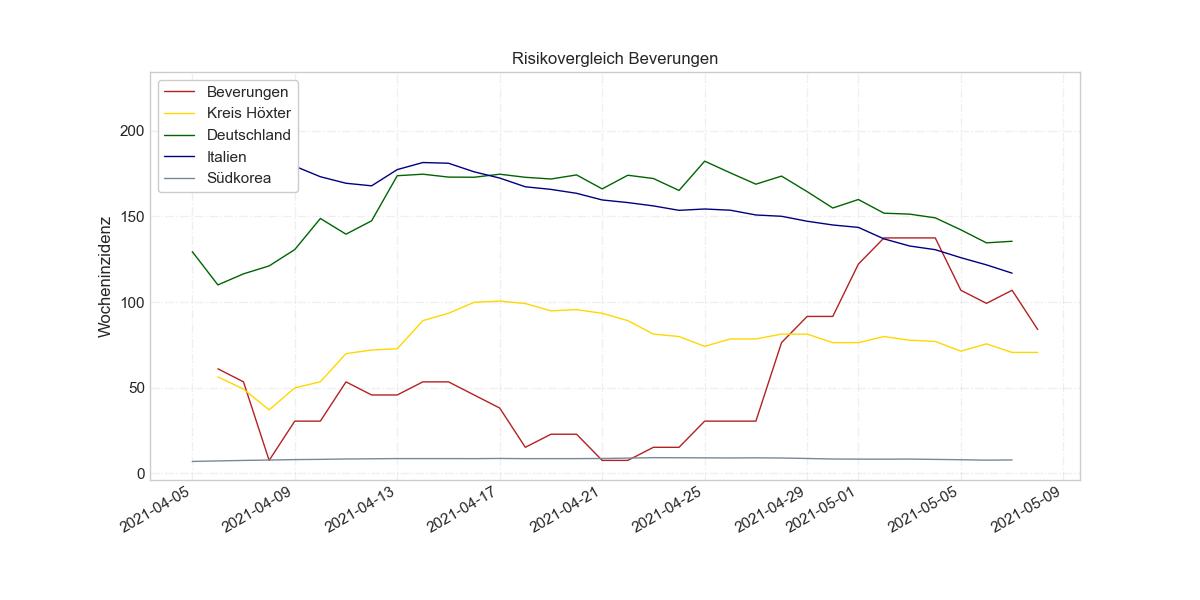 Risikovergleich Beverungen
Beverungen
Kreis Höxter
Deutschland
Italien
Südkorea
Wocheninzidenz
200
150
100
50
0
2021-04-05
2021-04-09
2021-04-13
2021-04-17
2021-04-21
2021-04-25
2021-04-29
2021-05-01
2021-05-05
2021-05-09